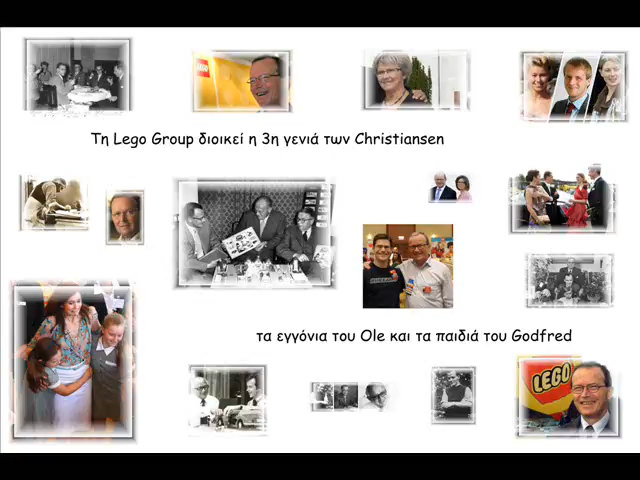 LEGO
Τη Lego Group διοικεί η 3η γενιά των Christiansen
τα εγγόνια του Ole και τα παιδιά του Godfred
LEGO